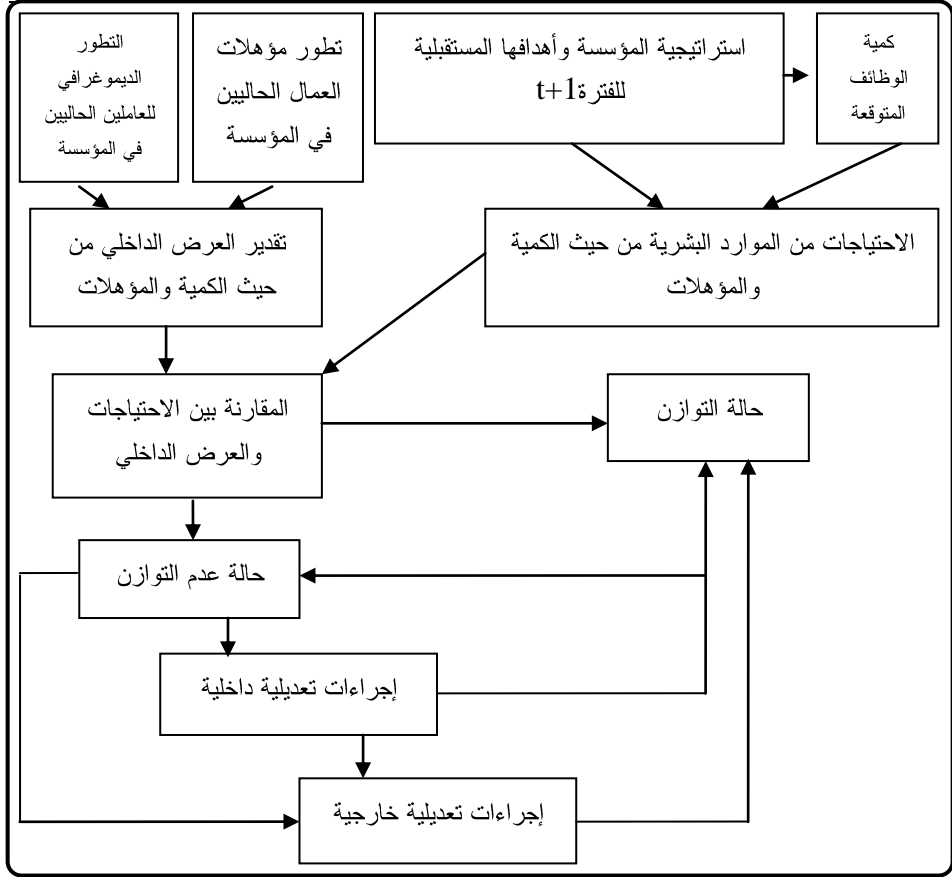 كمية
الوظائف
المتوقعة
استراتيجية المؤسسة وأهدافها المستقبلية
للفترة t+1
تطور مؤهلات
العمال الحاليين
في المؤسسة
التطور
الديموغرافي
للعاملين الحاليين
في المؤسسة
الاحتياجات من الموارد البشرية من حيث الكمية
والمؤهلات
تقدير العرض الداخلي من
حيث الكمية والمؤهلات
حالة التوازن
المقارنة بين الاحتياجات
والعرض الداخلي
حالة عدم التوازن
إجراءات تعديلية داخلية
إجراءات تعديلية خارجية